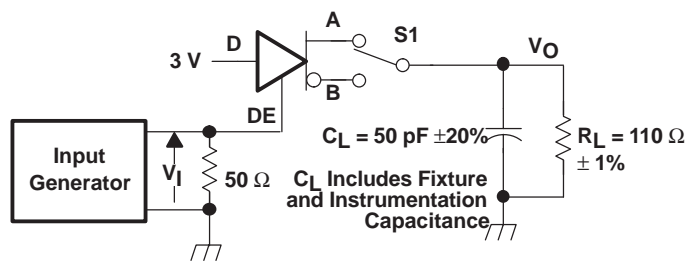 A
S1
D
3 V
VO
B
DE
CL = 50 pF ±20%
RL = 110 Ω
± 1%
Input
Generator
VI
50 Ω
CL Includes Fixture
and Instrumentation
Capacitance